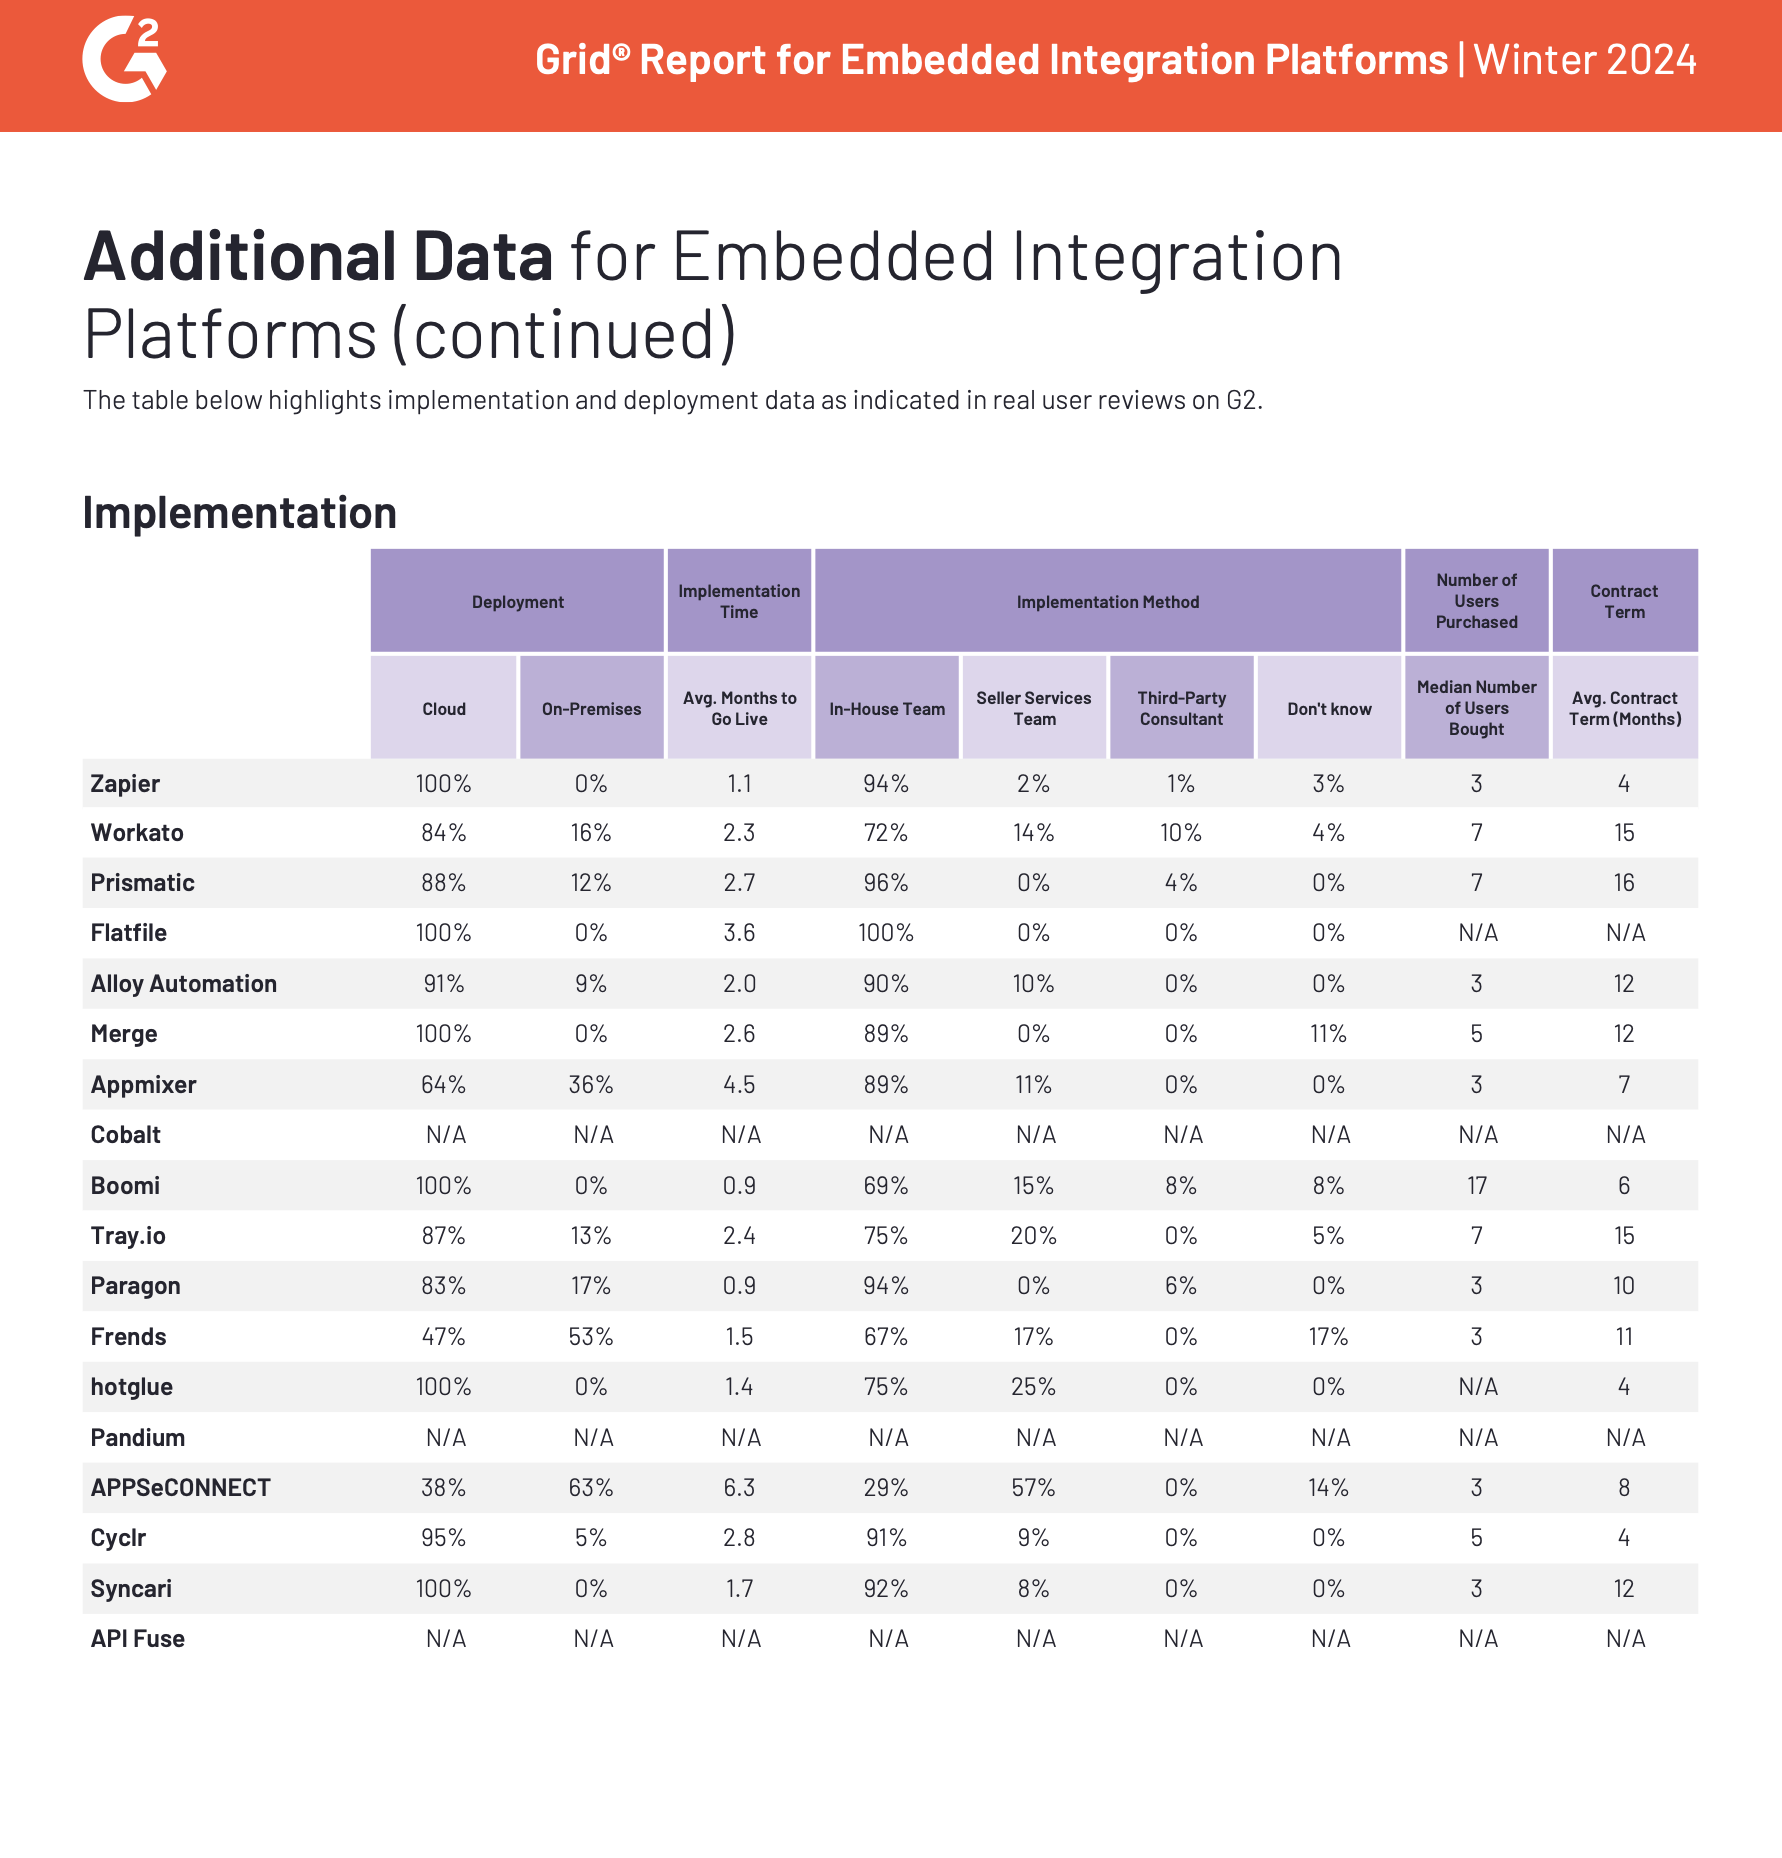 G2
Grid® Report for Embedded Integration Platforms | Winter 2024
Additional Data for Embedded Integration
Platforms (continued)
The table below highlights implementation and deployment data as indicated in real user reviews on G2.
Implementation
Deployment Implementation Time Implementation Method Number of Users Purchased Contract Term
Cloud On-Premises Avg. Months to Go Live In-House Team Seller Services Team Third-Party Consultant Don't know Median Number of Users Bought Avg. Contract Term (Months)
Zapier 100% 0% 1.1 94% 2% 1% 3% 3 4
Workato 84% 16% 2.3 72% 14% 10% 4% 7 15
Prismatic 88% 12% 2.7 96% 0% 4% 0% 7 16
Flatfile 100% 0% 3.6 100% 0% 0% 0% N/A N/A
Alloy Automation 91% 9% 2.0 90% 10% 0% 0% 3 12
Merge 100% 0% 2.6 89% 0% 0% 11% 5 12
Appmixer 64% 36% 4.5 89% 11% 0% 0% 3 7
Cobalt N/A N/A N/A N/A N/A N/A N/A N/A N/A
Boomi 100% 0% 0.9 69% 15% 8% 8% 17 6
Tray.io 87% 13% 2.4 75% 20% 0% 5% 7 15
Paragon 83% 17% 0.9 94% 0% 6% 0% 3 10
Frends 47% 53% 1.5 67% 17% 0% 17% 3 11
hotglue 100% 0% 1.4 75% 25% 0% 0% N/A 4
Pandium N/A N/A N/A N/A N/A N/A N/A N/A N/A
APPSeCONNECT 38% 63% 6.3 29% 57% 0% 14% 3 8
Cyclr 95% 5% 2.8 91% 9% 0% 0% 5 4
Syncari 100% 0% 1.7 92% 8% 0% 0% 3 12
API Fuse N/A N/A N/A N/A N/A N/A N/A N/A N/A